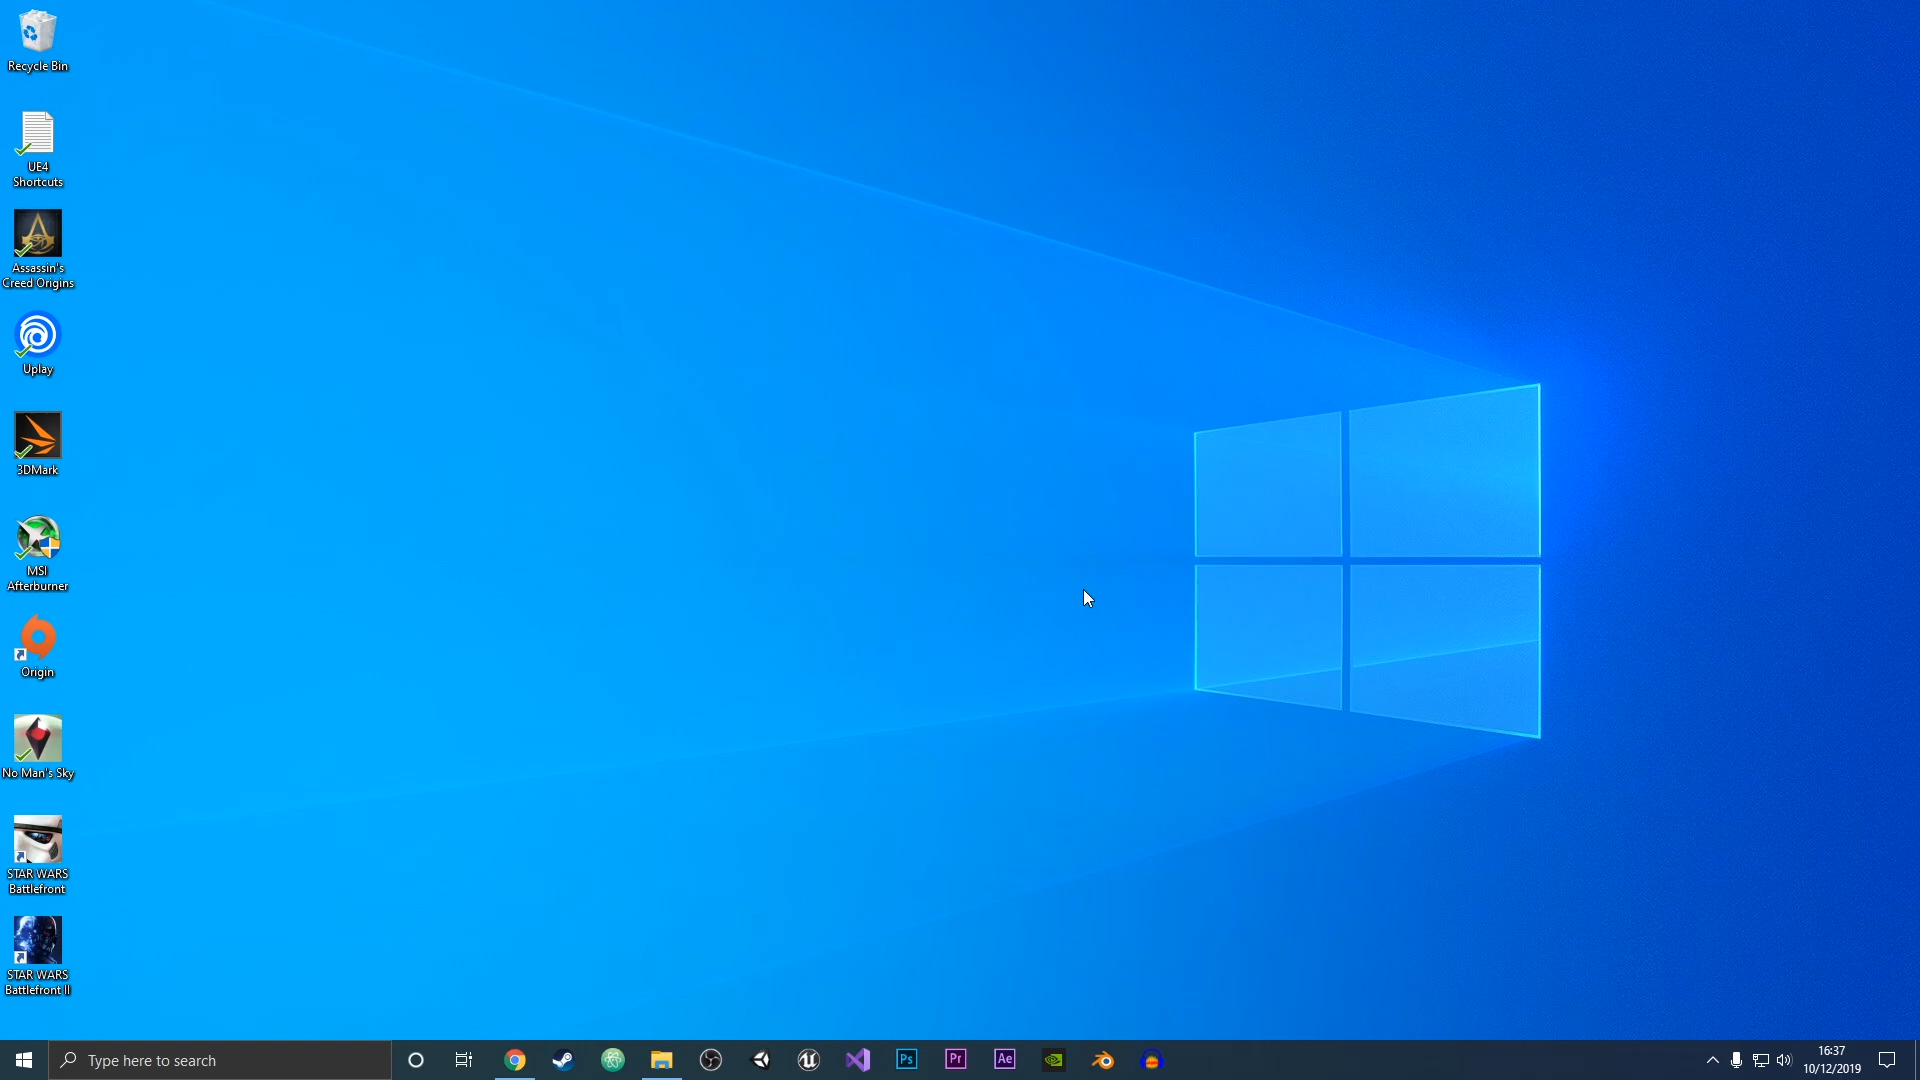 Recycle Bin
UE4
Shortcuts
Assassin's
Creed Origins
Uplay
3DMark
MSI
Afterburner
Origin
No Man's Sky
STAR WARS
Battlefront
STAR WARS
Battlefront II
Type here to search
Ps
Pr
Ae
16:37
10/12/2019